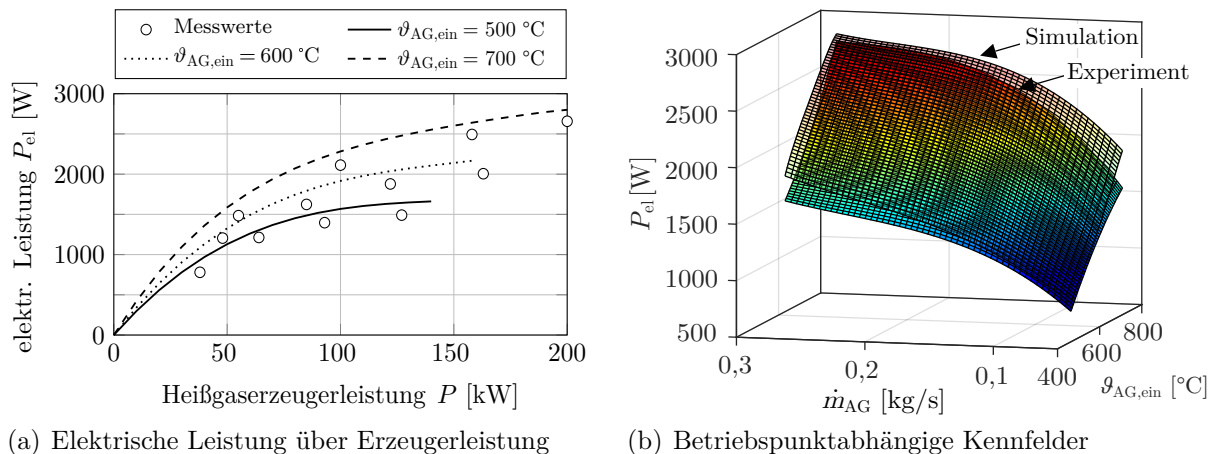 Messwerte
ϑAG,ein = 500 °C
ϑAG,ein = 600 °C
ϑAG,ein = 700 °C
elektr. Leistung Pel [W]
3000
2000
1000
0
0 50 100 150 200
Heißgaserzeugerleistung P [kW]
(a) Elektrische Leistung über Erzeugerleistung
Simulation
Experiment
Pel [W]
3000
2500
2000
1500
1000
500
0,3 0,2 0,1
ṁAG [kg/s]
400 600 800
ϑAG,ein [°C]
(b) Betriebspunktabhängige Kennfelder